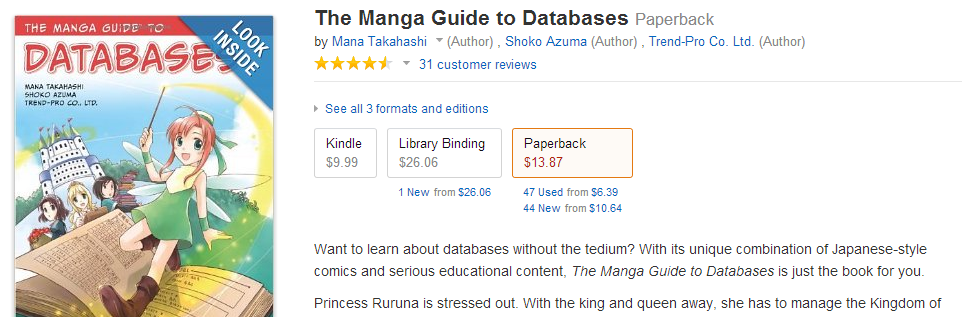 THE MANGA GUIDE TO
DATABASES
MANA TAKAHASHI
SHOKO AZUMA
TREND-PRO CO., LTD.
LOOK
INSIDE
The Manga Guide to Databases Paperback
by Mana Takahashi (Author) , Shoko Azuma (Author) , Trend-Pro Co. Ltd. (Author)
31 customer reviews
See all 3 formats and editions
Kindle
$9.99
Library Binding
$26.06
1 New from $26.06
Paperback
$13.87
47 Used from $6.39
44 New from $10.64
Want to learn about databases without the tedium? With its unique combination of Japanese-style
comics and serious educational content, The Manga Guide to Databases is just the book for you.
Princess Ruruna is stressed out. With the king and queen away, she has to manage the Kingdom of